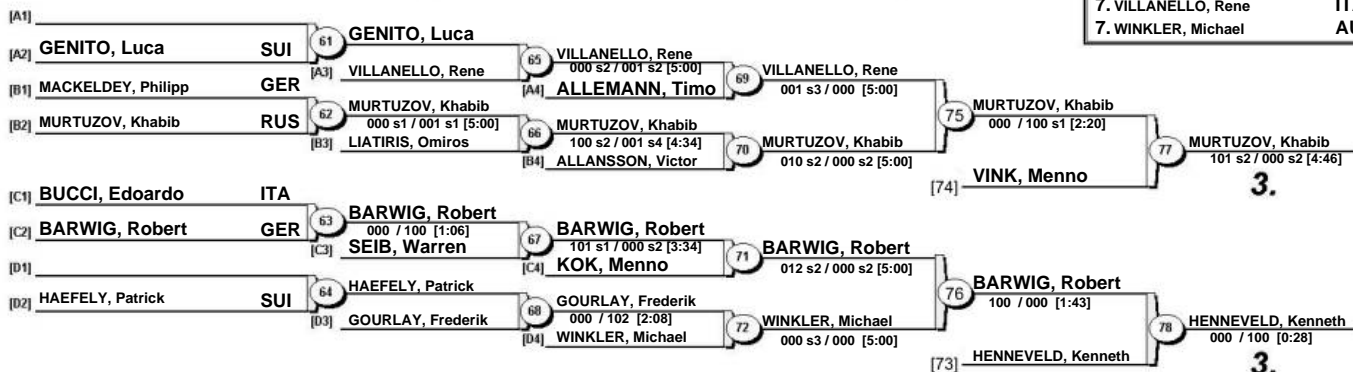 7. VILLANELLO, Rene
7. WINKLER, Michael
[A1]
[A2] GENITO, Luca SUI 61 GENITO, Luca
[A3] VILLANELLO, Rene 65 VILLANELLO, Rene
000 s2 / 001 s2 [5:00]
[A4] ALLEMANN, Timo 69 VILLANELLO, Rene
001 s3 / 000 [5:00]
[B1] MACKELDEY, Philipp GER
[B2] MURTUZOV, Khabib RUS 62 MURTUZOV, Khabib
000 s1 / 001 s1 [5:00]
[B3] LIATIRIS, Omiros 66 MURTUZOV, Khabib
100 s2 / 001 s4 [4:34]
[B4] ALLANSSON, Victor 70 MURTUZOV, Khabib
010 s2 / 000 s2 [5:00]
75 MURTUZOV, Khabib
000 / 100 s1 [2:20]
[74] VINK, Menno 77 MURTUZOV, Khabib
101 s2 / 000 s2 [4:46]
3.
[C1] BUCCI, Edoardo ITA
[C2] BARWIG, Robert GER 63 BARWIG, Robert
000 / 100 [1:06]
[C3] SEIB, Warren 67 BARWIG, Robert
101 s1 / 000 s2 [3:34]
[C4] KOK, Menno 71 BARWIG, Robert
012 s2 / 000 s2 [5:00]
[D1]
[D2] HAEFELY, Patrick SUI 64 HAEFELY, Patrick
[D3] GOURLAY, Frederik 68 GOURLAY, Frederik
000 / 102 [2:08]
[D4] WINKLER, Michael 72 WINKLER, Michael
000 s3 / 000 [5:00]
76 BARWIG, Robert
100 / 000 [1:43]
[73] HENNEVELD, Kenneth 78 HENNEVELD, Kenneth
000 / 100 [0:28]
3.